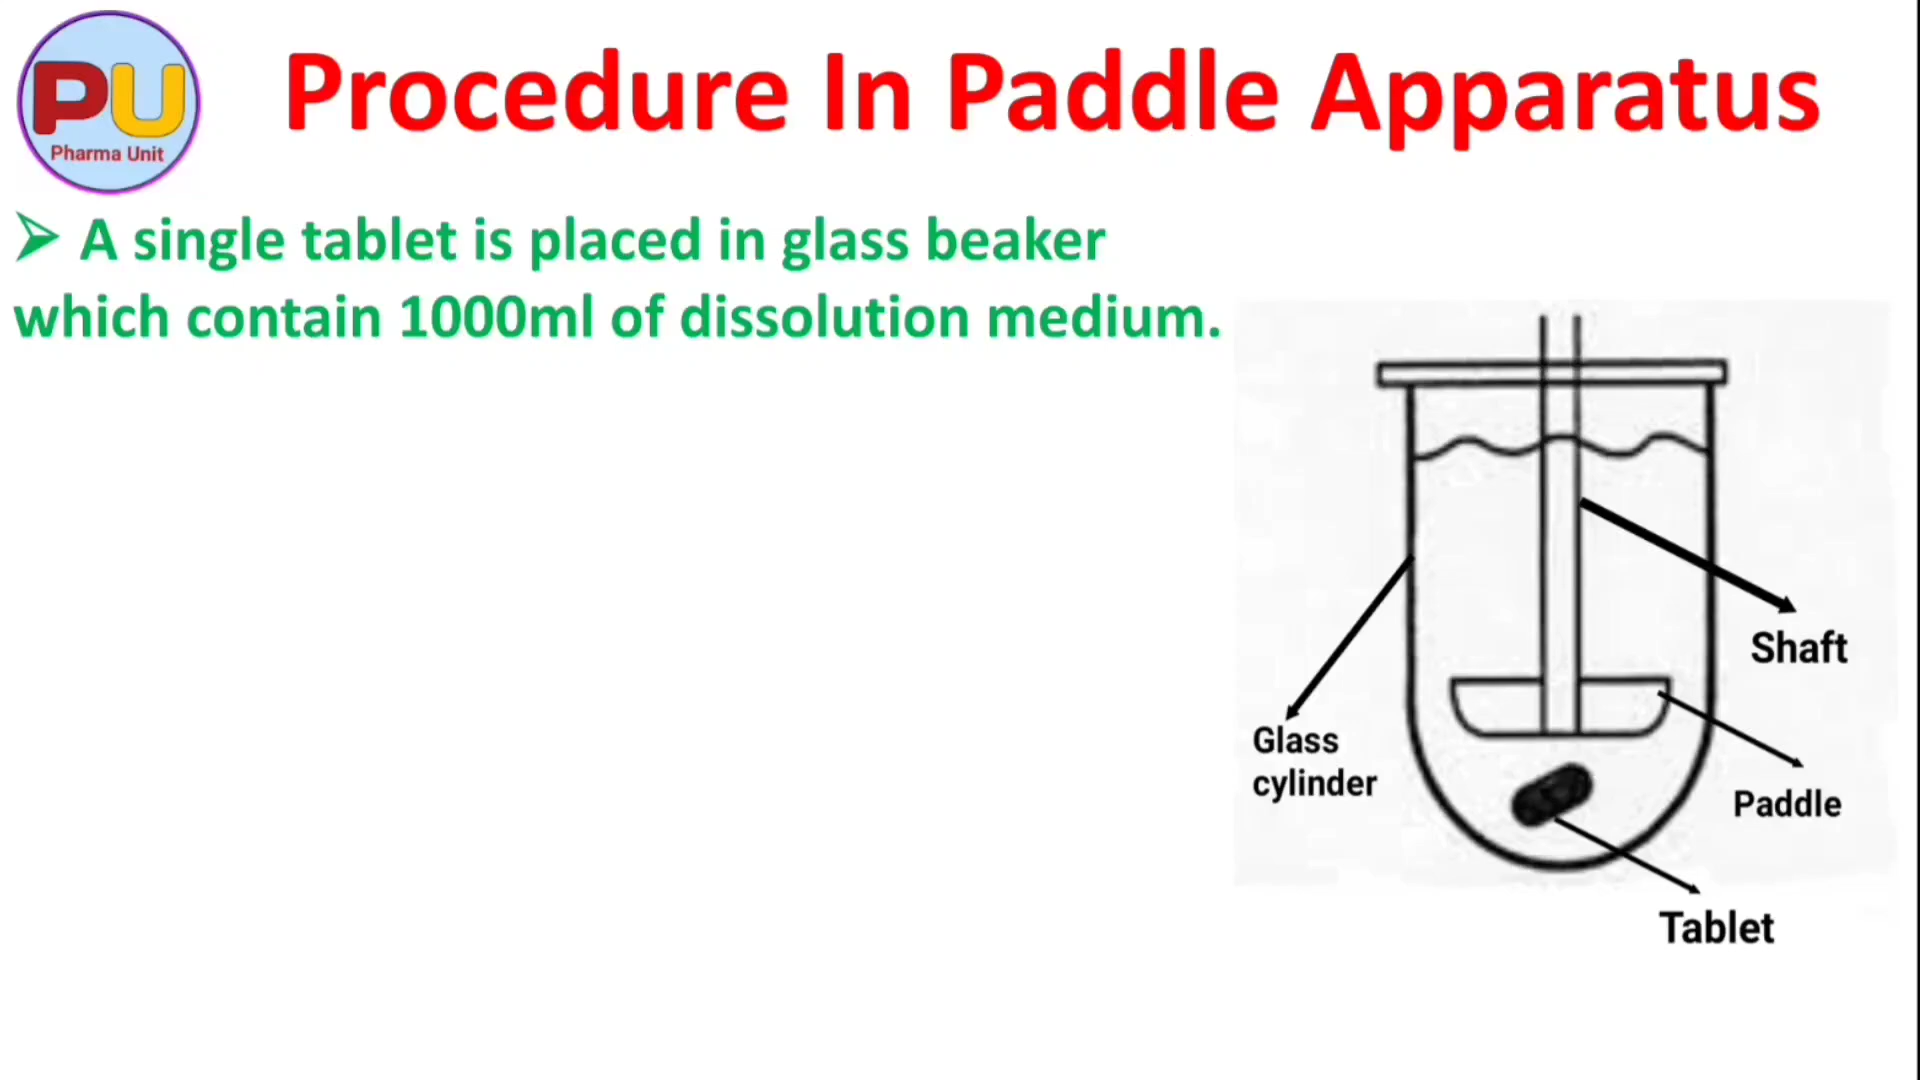 PU
Pharma Unit
Procedure In Paddle Apparatus
➢ A single tablet is placed in glass beaker
which contain 1000ml of dissolution medium.
Shaft
Glass
cylinder
Paddle
Tablet